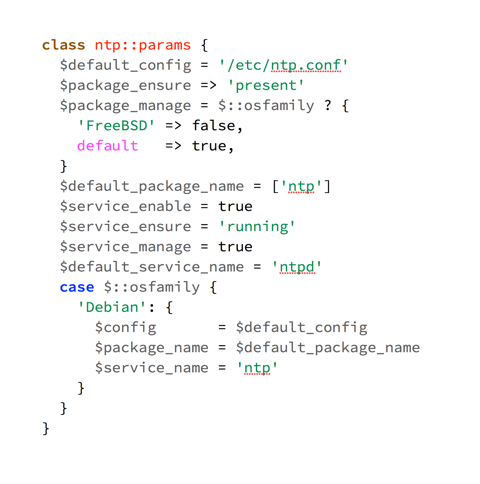 class ntp::params {
  $default_config = '/etc/ntp.conf'
  $package_ensure => 'present'
  $package_manage = $::osfamily ? {
    'FreeBSD' => false,
    default   => true,
  }
  $default_package_name = ['ntp']
  $service_enable = true
  $service_ensure = 'running'
  $service_manage = true
  $default_service_name = 'ntpd'
  case $::osfamily {
    'Debian': {
      $config       = $default_config
      $package_name = $default_package_name
      $service_name = 'ntp'
    }
  }
}